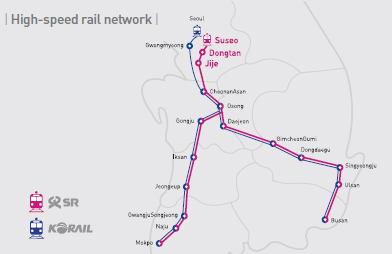 | High-speed rail network |
Seoul
Suseo
Gwangmyeong
Dongtan
Jije
CheonanAsan
Osong
Gongju
Daejeon
GimcheonGumi
Iksan
Dongdaegu
Singyeongju
Jeongeup
Ulsan
SR
GwangjuSongjeong
Busan
KORAIL
Naju
Mokpo